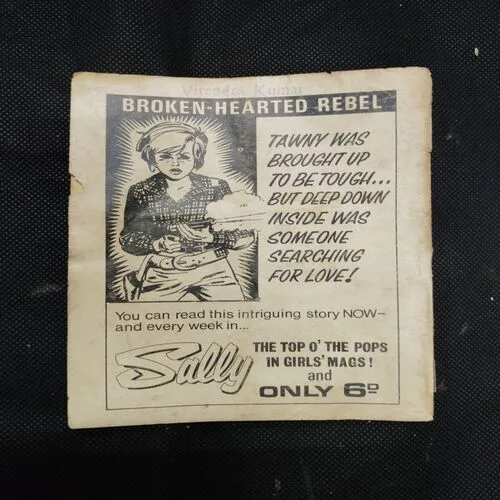 Virendra Kumar
BROKEN-HEARTED REBEL
TAWNY WAS
BROUGHT UP
TO BE TOUGH...
BUT DEEP DOWN
INSIDE WAS
SOMEONE
SEARCHING
FOR LOVE!
You can read this intriguing story NOW—
and every week in...
Sally
THE TOP O' THE POPS
IN GIRLS' MAGS!
and
ONLY 6D